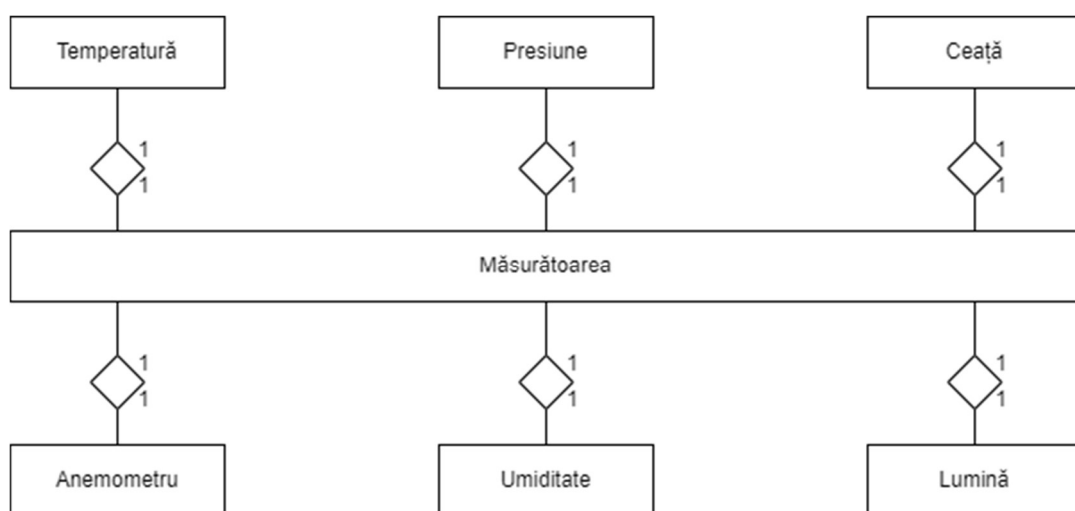 Temperatură
Presiune
Ceață
1
1
1
1
1
1
Măsurătoarea
1
1
1
1
1
1
Anemometru
Umiditate
Lumină